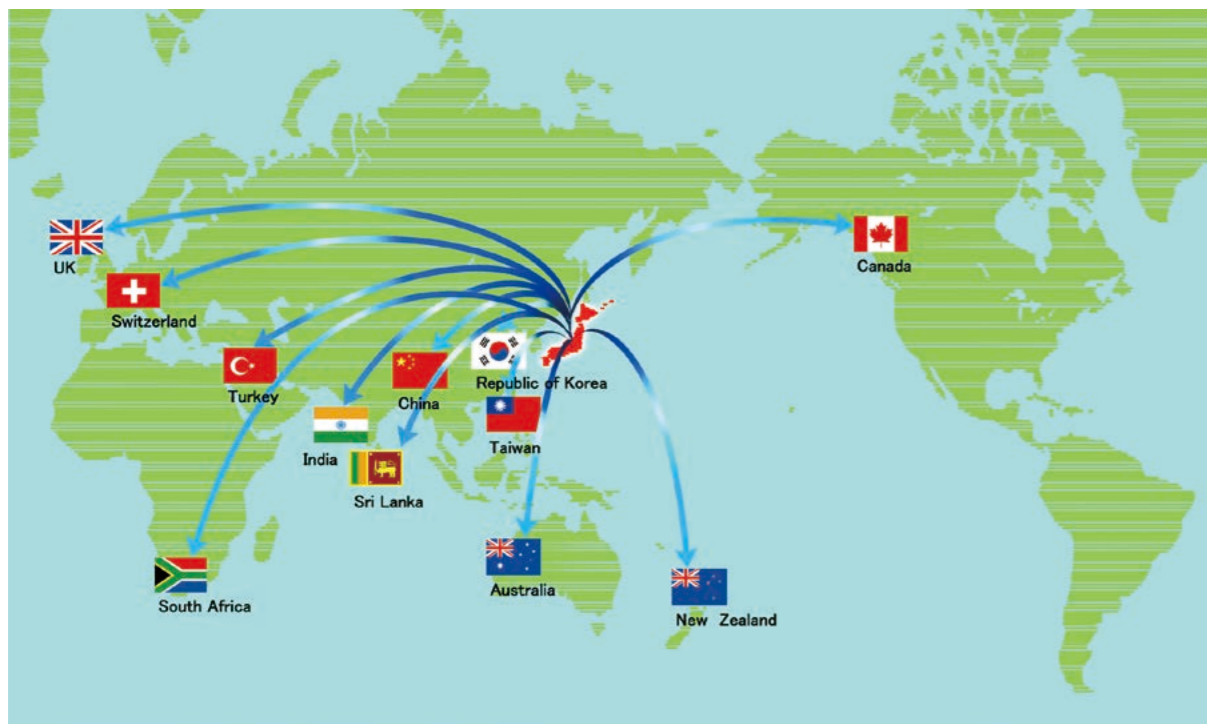 UK
Canada
Switzerland
Republic of Korea
Turkey
China
Taiwan
India
Sri Lanka
Australia
South Africa
New Zealand